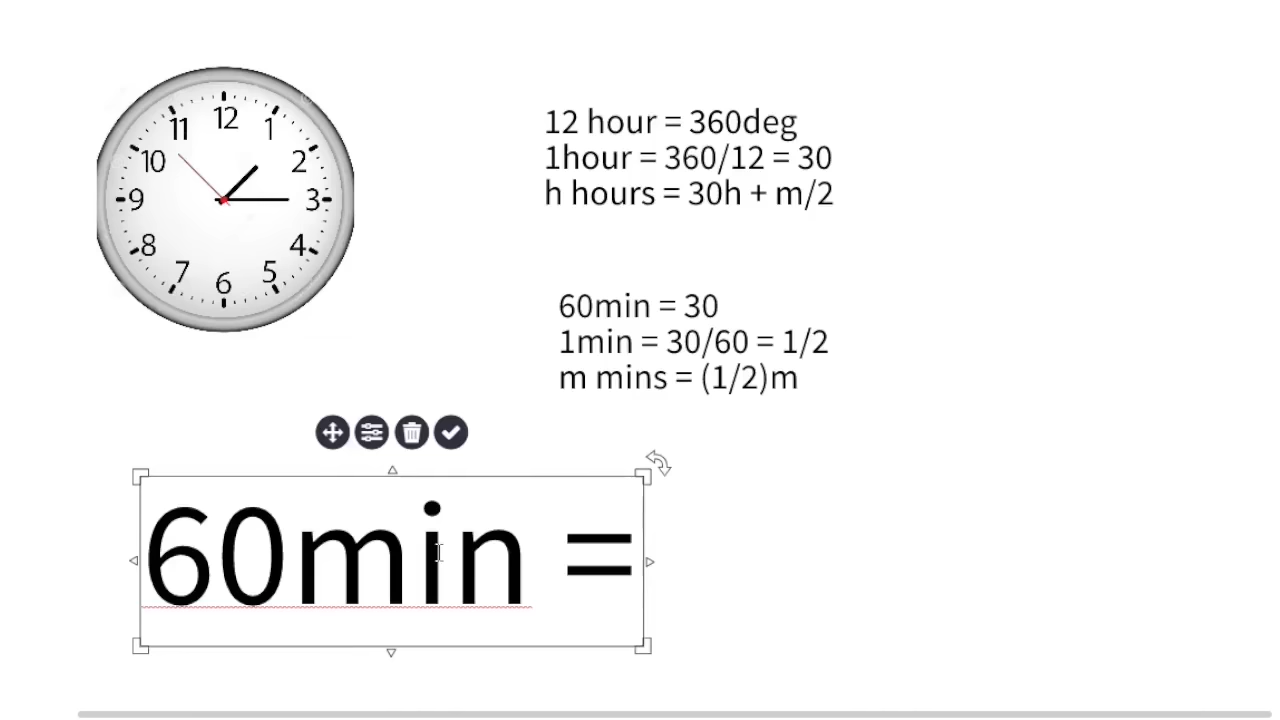 12
11
1
10
2
9
3
8
4
7
5
6
12 hour = 360deg
1hour = 360/12 = 30
h hours = 30h + m/2
60min = 30
1min = 30/60 = 1/2
m mins = (1/2)m
60min =